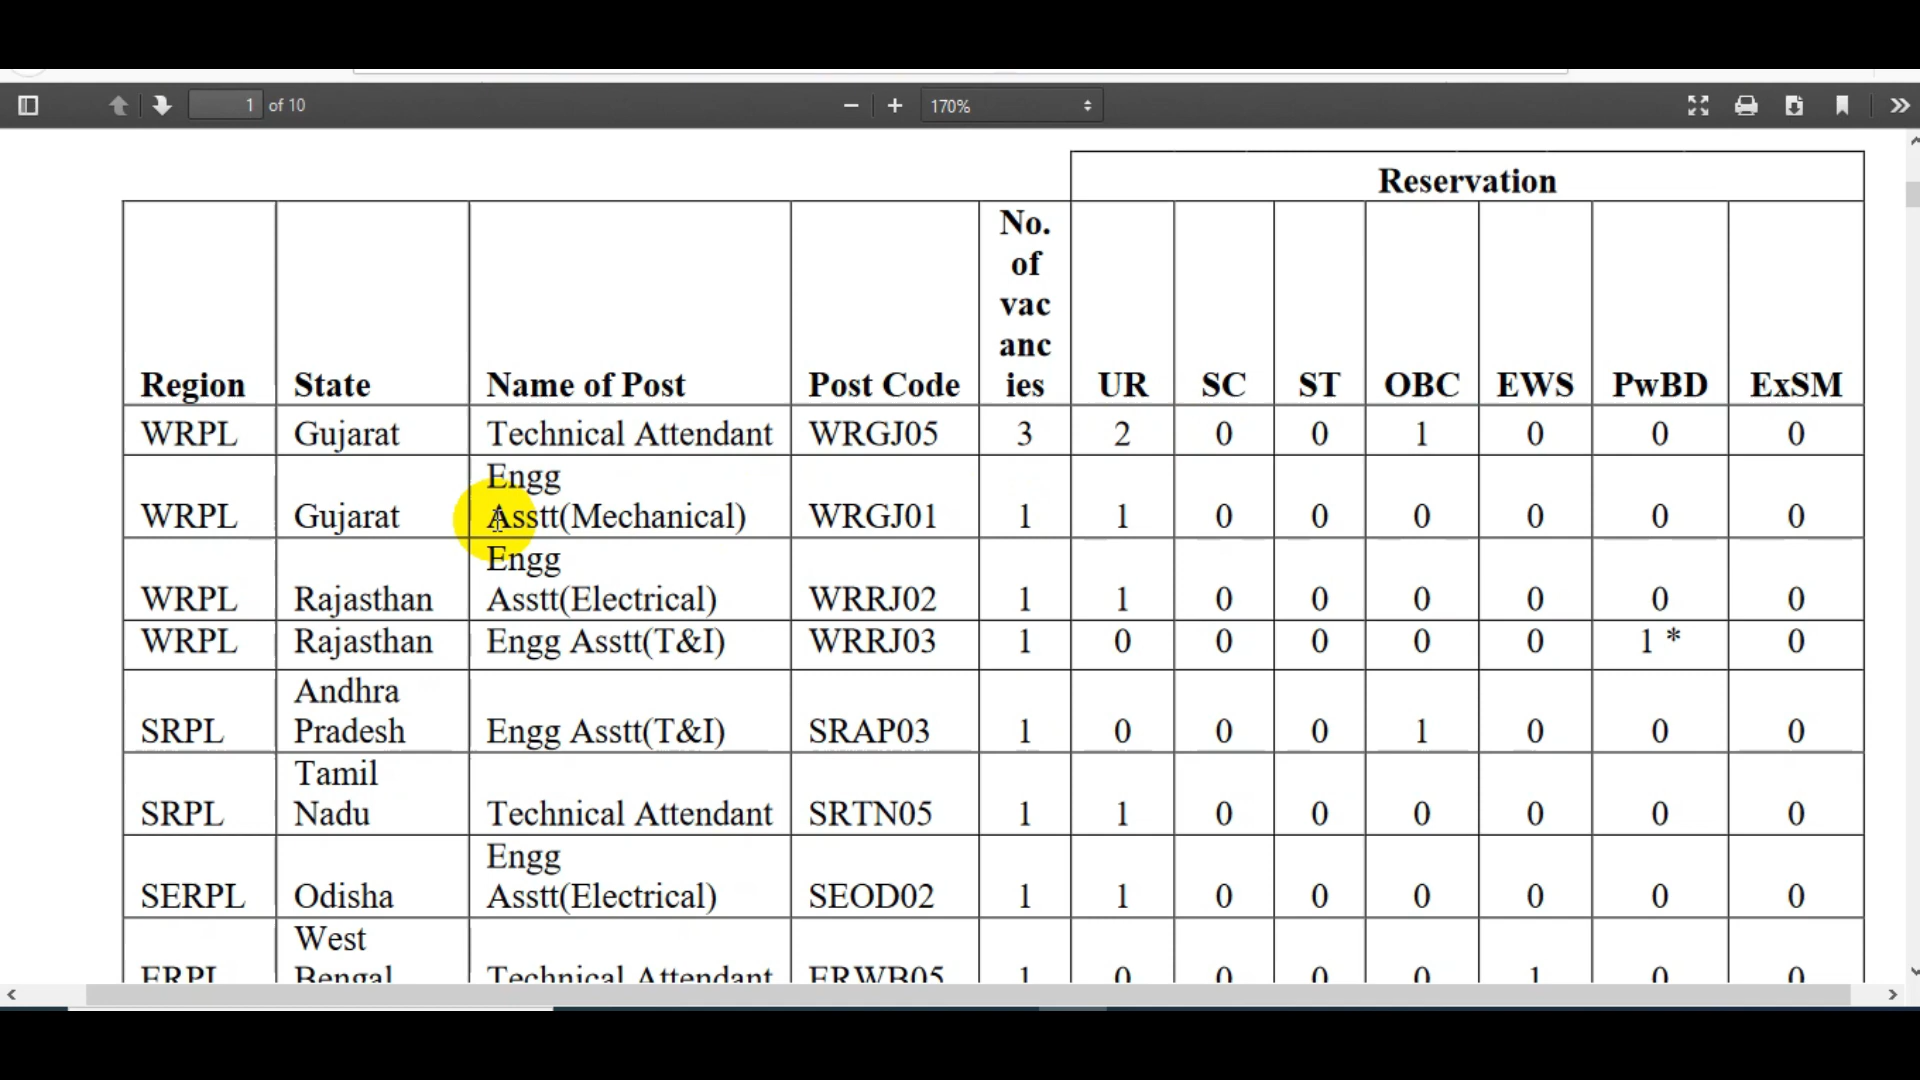 1 of 10 170%
Reservation
Region State Name of Post Post Code No. of vac anc ies UR SC ST OBC EWS PwBD ExSM
WRPL Gujarat Technical Attendant WRGJ05 3 2 0 0 1 0 0 0
Engg
WRPL Gujarat Asstt(Mechanical) WRGJ01 1 1 0 0 0 0 0 0
Engg
WRPL Rajasthan Asstt(Electrical) WRRJ02 1 1 0 0 0 0 0 0
WRPL Rajasthan Engg Asstt(T&I) WRRJ03 1 0 0 0 0 0 1 * 0
Andhra
SRPL Pradesh Engg Asstt(T&I) SRAP03 1 0 0 0 1 0 0 0
Tamil
SRPL Nadu Technical Attendant SRTN05 1 1 0 0 0 0 0 0
Engg
SERPL Odisha Asstt(Electrical) SEOD02 1 1 0 0 0 0 0 0
West
ERPL Bengal Technical Attendant ERWB05 1 0 0 0 0 1 0 0